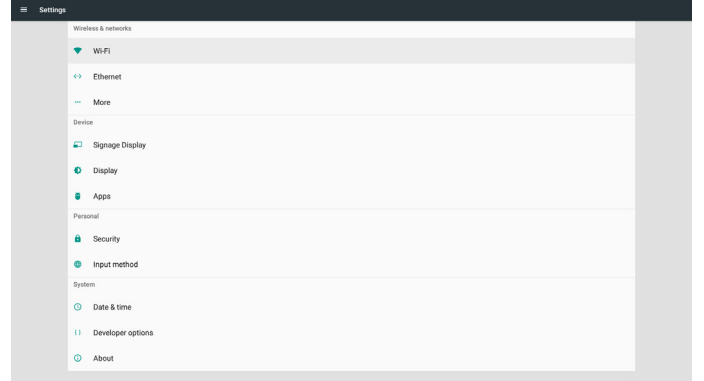 Settings
Wireless & networks
Wi-Fi
Ethernet
More
Device
Signage Display
Display
Apps
Personal
Security
Input method
System
Date & time
Developer options
About